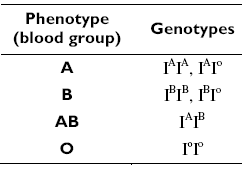 Phenotype
(blood group) Genotypes
A IᴬIᴬ, IᴬIᵒ
B IᴮIᴮ, IᴮIᵒ
AB IᴬIᴮ
O IᵒIᵒ